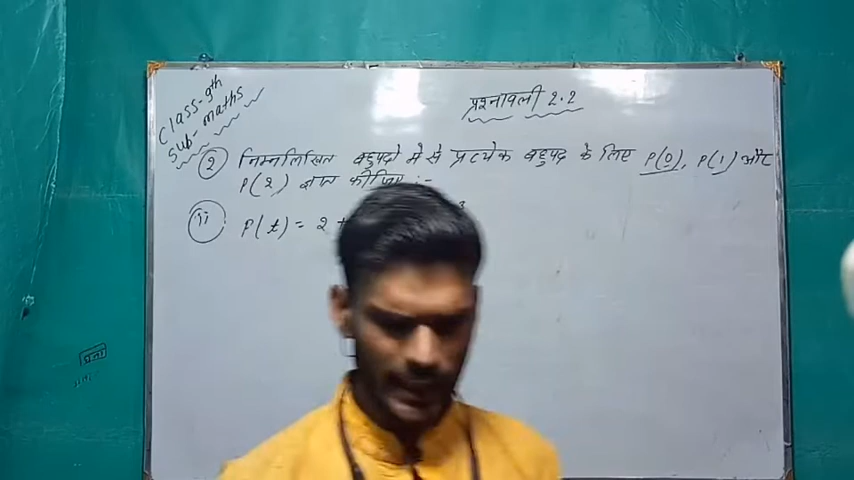 Class-9th
Sub-maths
प्रश्नावली 2.2
2 निम्नलिखित बहुपदो मे से प्रत्येक बहुपद के लिए P(0), P(1) और
P(2) ज्ञात कीजिए :-
(ii) P(t) = 2 +